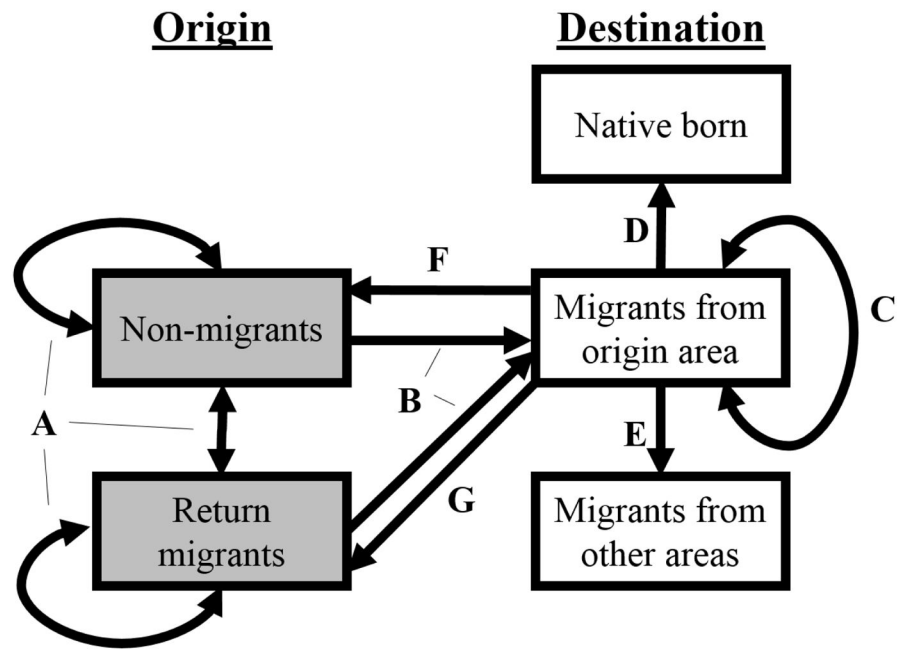 Origin
Destination
Native born
D
F
C
Non-migrants
Migrants from
origin area
B
A
E
G
Return
migrants
Migrants from
other areas